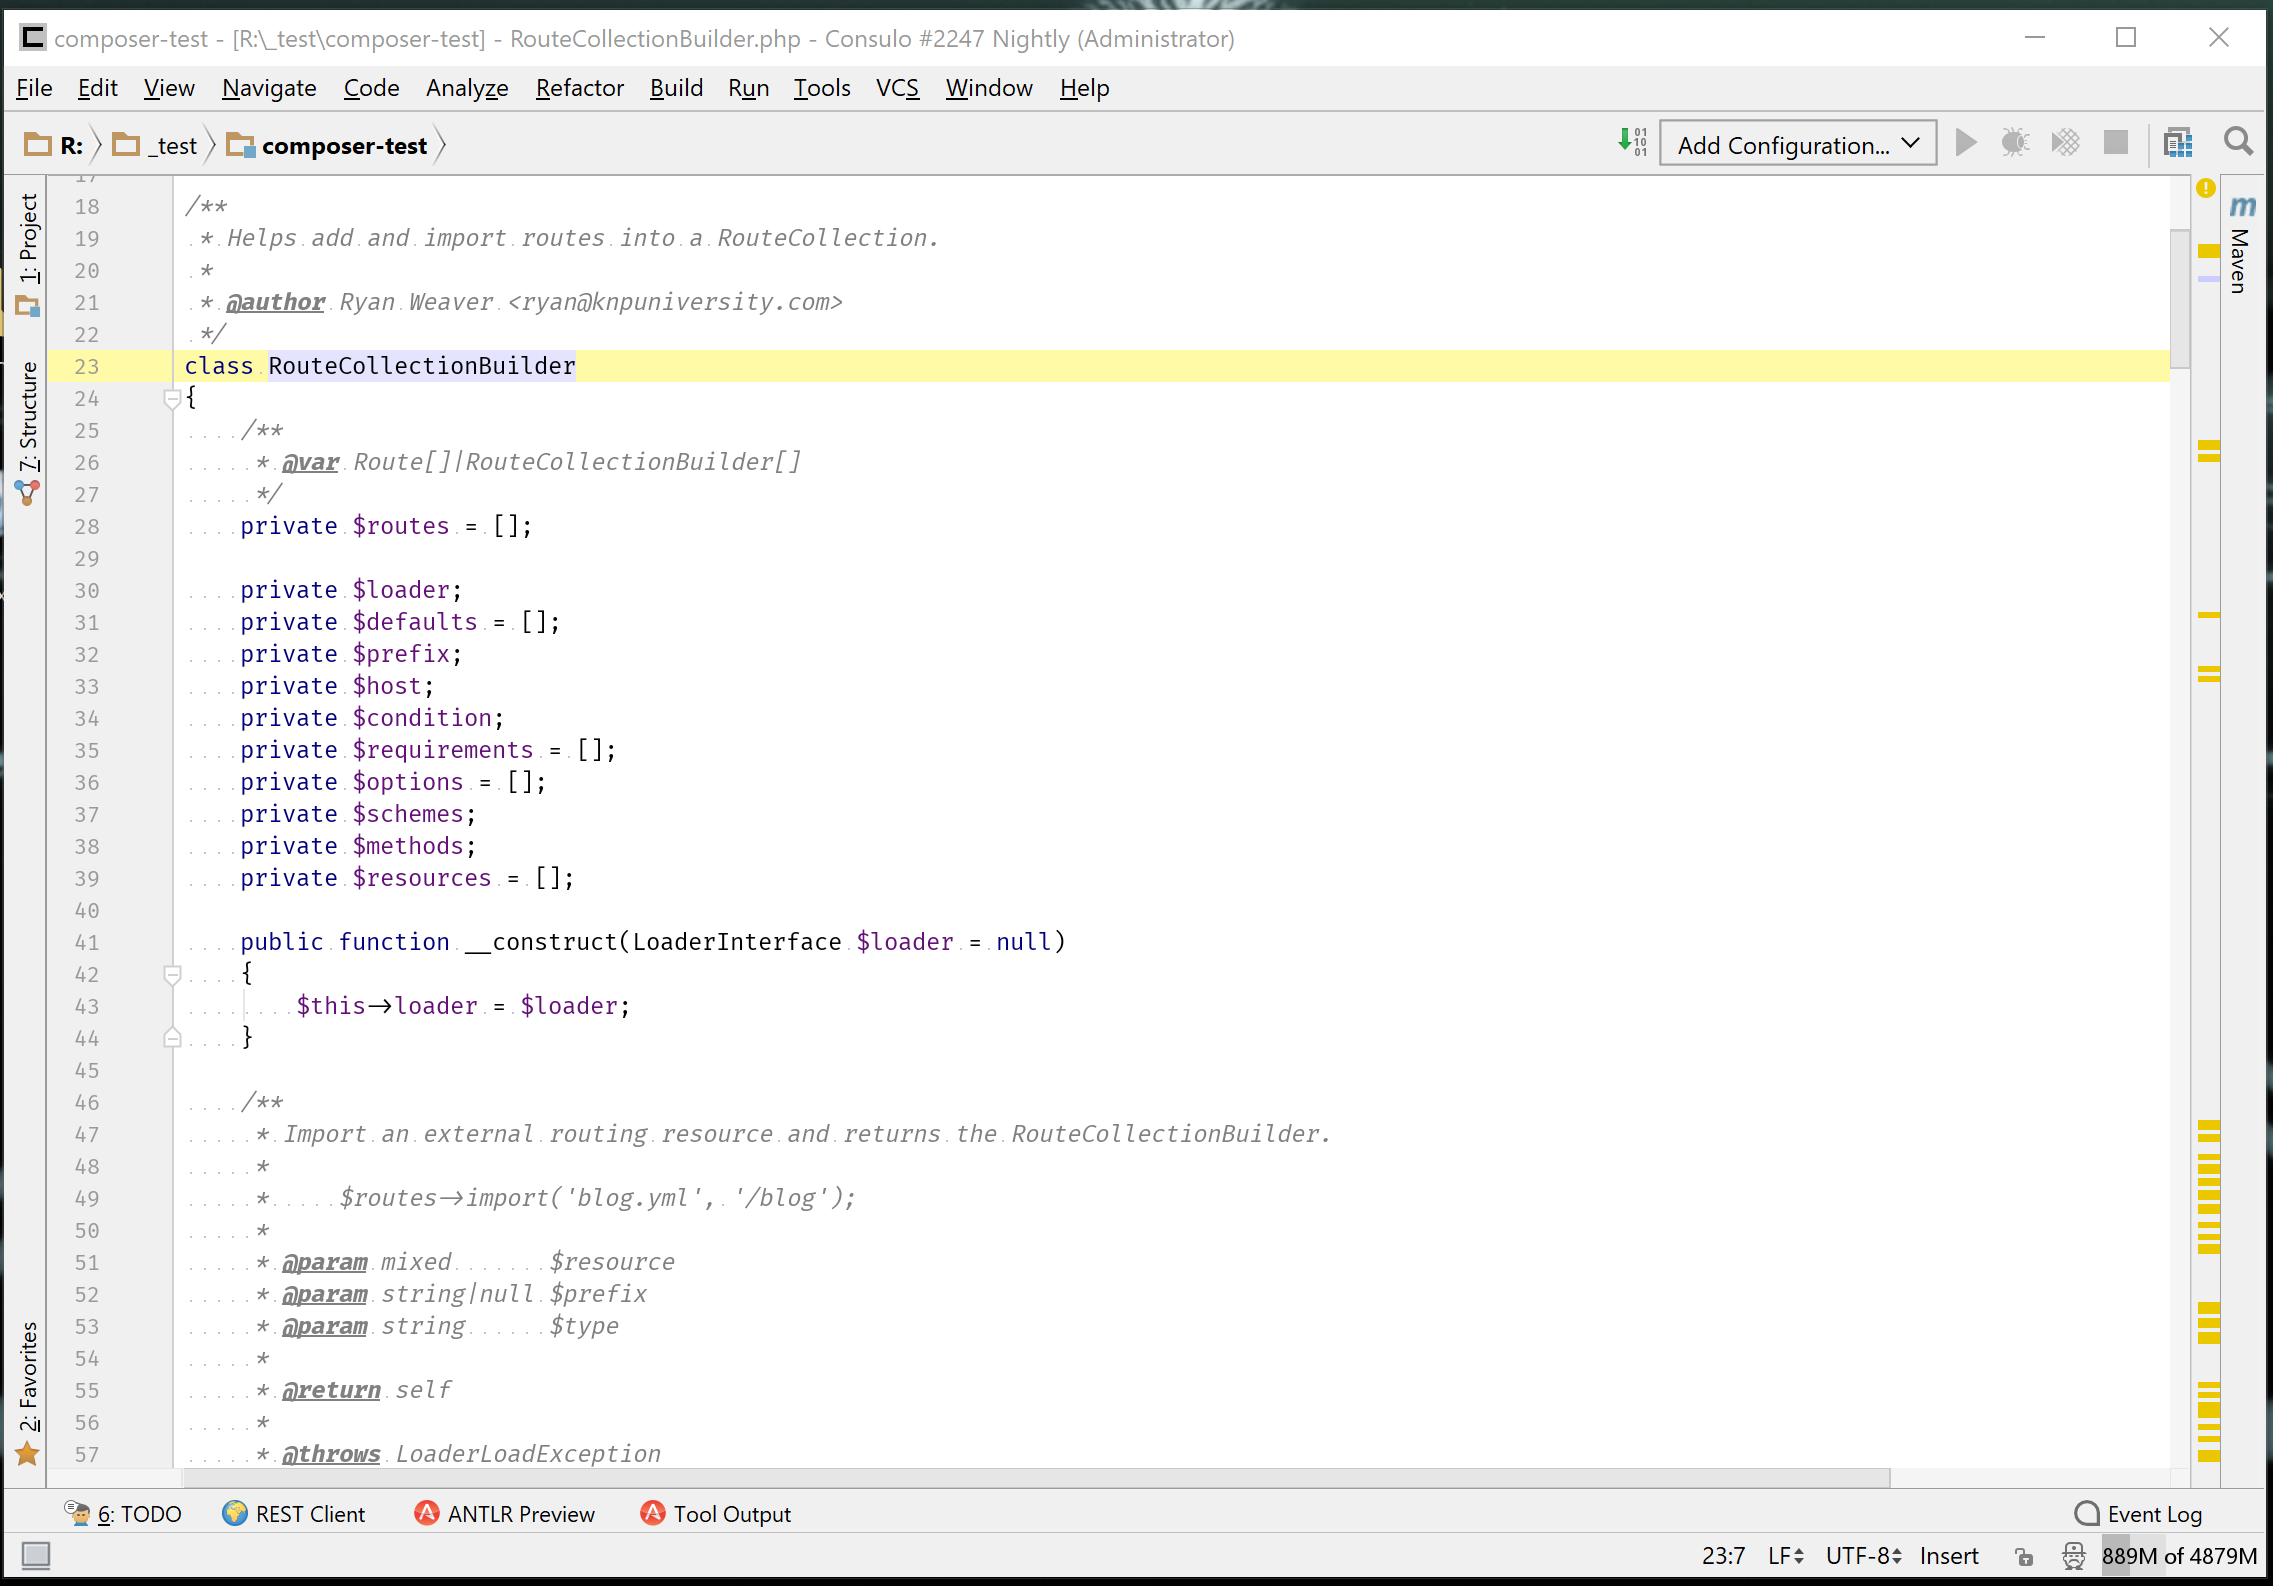 composer-test - [R:\_test\composer-test] - RouteCollectionBuilder.php - Consulo #2247 Nightly (Administrator)
File Edit View Navigate Code Analyze Refactor Build Run Tools VCS Window Help
R: _test composer-test
Add Configuration...
1: Project
7: Structure
2: Favorites
Maven
17
18 /**
19  * Helps add and import routes into a RouteCollection.
20  *
21  * @author Ryan Weaver <ryan@knpuniversity.com>
22  */
23 class RouteCollectionBuilder
24 {
25     /**
26      * @var Route[]|RouteCollectionBuilder[]
27      */
28     private $routes = [];
29
30     private $loader;
31     private $defaults = [];
32     private $prefix;
33     private $host;
34     private $condition;
35     private $requirements = [];
36     private $options = [];
37     private $schemes;
38     private $methods;
39     private $resources = [];
40
41     public function __construct(LoaderInterface $loader = null)
42     {
43         $this->loader = $loader;
44     }
45
46     /**
47      * Import an external routing resource and returns the RouteCollectionBuilder.
48      *
49      *     $routes->import('blog.yml', '/blog');
50      *
51      * @param mixed       $resource
52      * @param string|null $prefix
53      * @param string      $type
54      *
55      * @return self
56      *
57      * @throws LoaderLoadException
6: TODO REST Client ANTLR Preview Tool Output Event Log
23:7 LF UTF-8 Insert 889M of 4879M